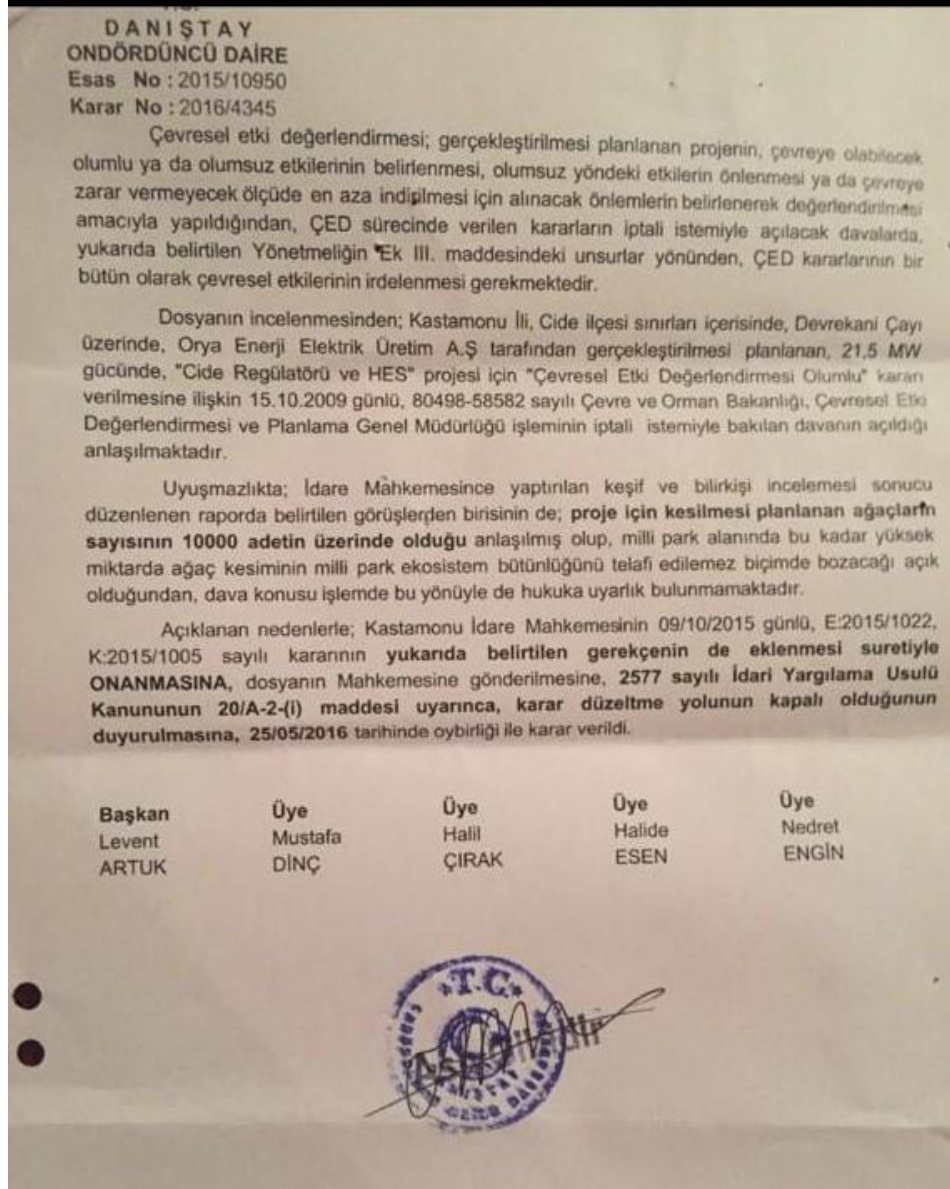 DANIŞTAY
ONDÖRDÜNCÜ DAİRE
Esas No : 2015/10950
Karar No : 2016/4345
Çevresel etki değerlendirmesi; gerçekleştirilmesi planlanan projenin, çevreye olabilecek
olumlu ya da olumsuz etkilerinin belirlenmesi, olumsuz yöndeki etkilerin önlenmesi ya da çevreye
zarar vermeyecek ölçüde en aza indirilmesi için alınacak önlemlerin belirlenerek değerlendirilmesi
amacıyla yapıldığından, ÇED sürecinde verilen kararların iptali istemiyle açılacak davalarda,
yukarıda belirtilen Yönetmeliğin Ek III. maddesindeki unsurlar yönünden, ÇED kararlarının bir
bütün olarak çevresel etkilerinin irdelenmesi gerekmektedir.
Dosyanın incelenmesinden; Kastamonu İli, Cide ilçesi sınırları içerisinde, Devrekani Çayı
üzerinde, Orya Enerji Elektrik Üretim A.Ş tarafından gerçekleştirilmesi planlanan, 21,5 MW
gücünde, "Cide Regülatörü ve HES" projesi için "Çevresel Etki Değerlendirmesi Olumlu" kararı
verilmesine ilişkin 15.10.2009 günlü, 80498-58582 sayılı Çevre ve Orman Bakanlığı, Çevresel Etki
Değerlendirmesi ve Planlama Genel Müdürlüğü işleminin iptali istemiyle bakılan davanın açıldığı
anlaşılmaktadır.
Uyuşmazlıkta; İdare Mahkemesince yaptırılan keşif ve bilirkişi incelemesi sonucu
düzenlenen raporda belirtilen görüşlerden birisinin de; proje için kesilmesi planlanan ağaçların
sayısının 10000 adetin üzerinde olduğu anlaşılmış olup, milli park alanında bu kadar yüksek
miktarda ağaç kesiminin milli park ekosistem bütünlüğünü telafi edilemez biçimde bozacağı açık
olduğundan, dava konusu işlemde bu yönüyle de hukuka uyarlık bulunmamaktadır.
Açıklanan nedenlerle; Kastamonu İdare Mahkemesinin 09/10/2015 günlü, E:2015/1022,
K:2015/1005 sayılı kararının yukarıda belirtilen gerekçenin de eklenmesi suretiyle
ONANMASINA, dosyanın Mahkemesine gönderilmesine, 2577 sayılı İdari Yargılama Usulü
Kanununun 20/A-2-(i) maddesi uyarınca, karar düzeltme yolunun kapalı olduğunun
duyurulmasına, 25/05/2016 tarihinde oybirliği ile karar verildi.
Başkan Üye Üye Üye Üye
Levent Mustafa Halil Halide Nedret
ARTUK DİNÇ ÇIRAK ESEN ENGİN
T.C.